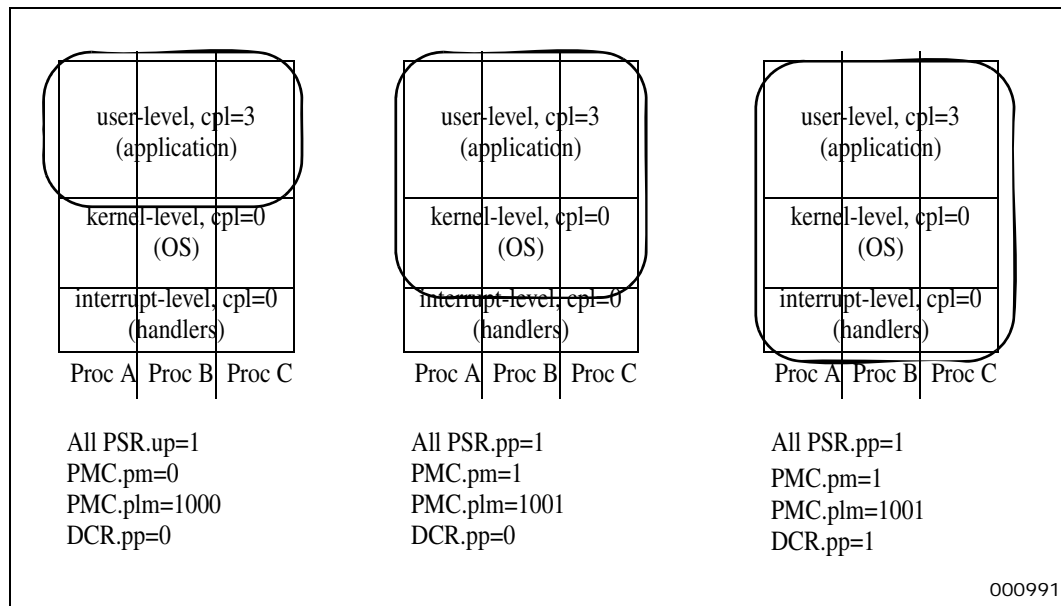 user-level, cpl=3
(application)
kernel-level, cpl=0
(OS)
interrupt-level, cpl=0
(handlers)
Proc A Proc B Proc C
All PSR.up=1
PMC.pm=0
PMC.plm=1000
DCR.pp=0
user-level, cpl=3
(application)
kernel-level, cpl=0
(OS)
interrupt-level, cpl=0
(handlers)
Proc A Proc B Proc C
All PSR.pp=1
PMC.pm=1
PMC.plm=1001
DCR.pp=0
user-level, cpl=3
(application)
kernel-level, cpl=0
(OS)
interrupt-level, cpl=0
(handlers)
Proc A Proc B Proc C
All PSR.pp=1
PMC.pm=1
PMC.plm=1001
DCR.pp=1
000991